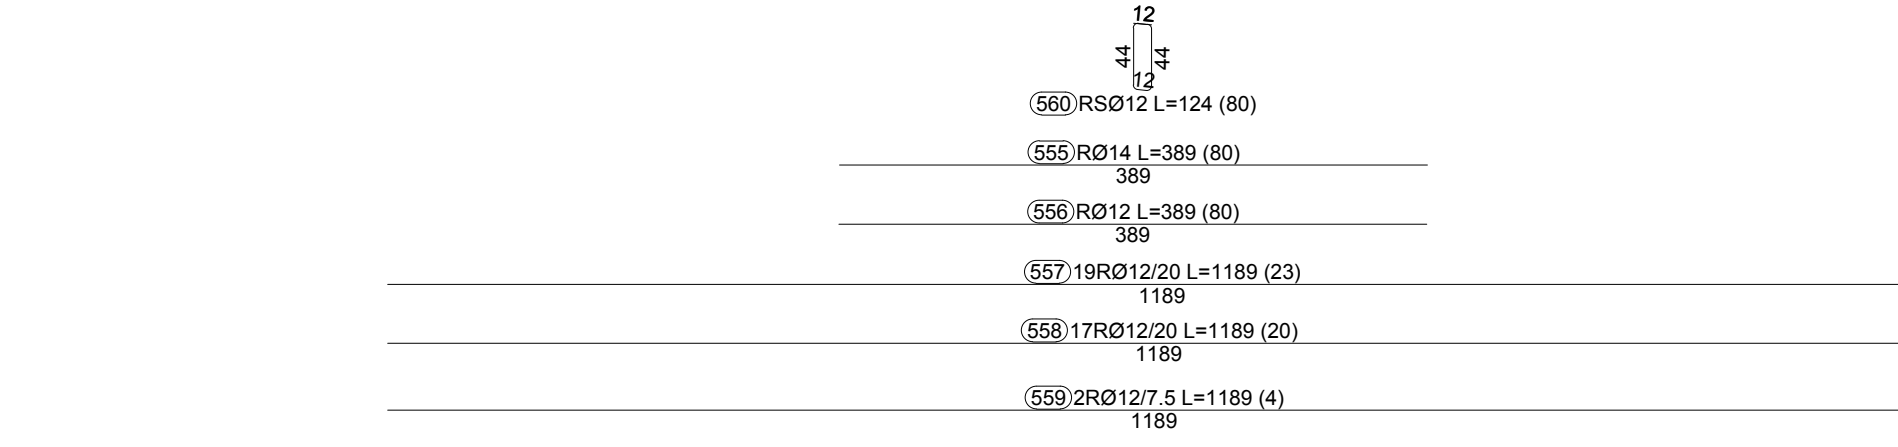 12
44 44
12
560 RSØ12 L=124 (80)
555 RØ14 L=389 (80)
389
556 RØ12 L=389 (80)
389
557 19RØ12/20 L=1189 (23)
1189
558 17RØ12/20 L=1189 (20)
1189
559 2RØ12/7.5 L=1189 (4)
1189